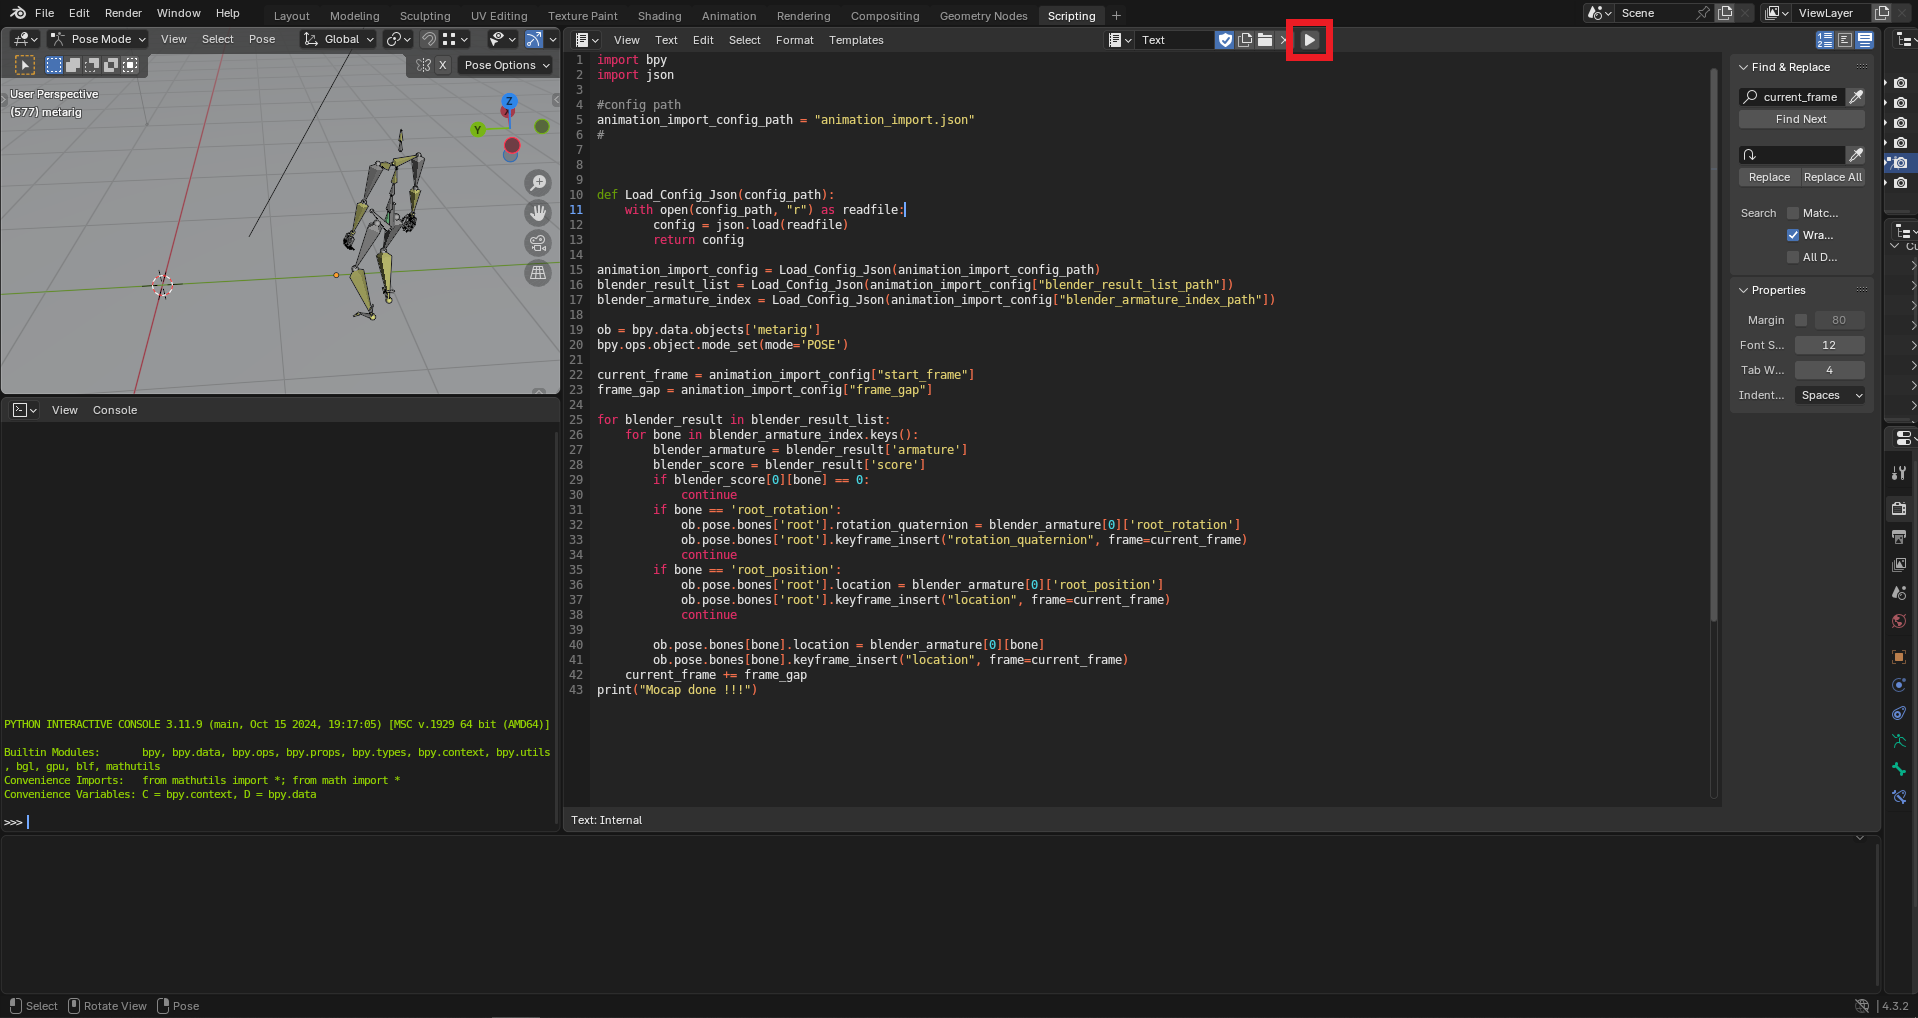 File Edit Render Window Help
Layout Modeling Sculpting UV Editing Texture Paint Shading Animation Rendering Compositing Geometry Nodes Scripting +
Scene
ViewLayer
Pose Mode View Select Pose Global
X Pose Options
User Perspective
(577) metarig
Z
Y
View Console
PYTHON INTERACTIVE CONSOLE 3.11.9 (main, Oct 15 2024, 19:17:05) [MSC v.1929 64 bit (AMD64)]
Builtin Modules: bpy, bpy.data, bpy.ops, bpy.props, bpy.types, bpy.context, bpy.utils
, bgl, gpu, blf, mathutils
Convenience Imports: from mathutils import *; from math import *
Convenience Variables: C = bpy.context, D = bpy.data
>>>
View Text Edit Select Format Templates
Text
1 import bpy
2 import json
3
4 #config path
5 animation_import_config_path = "animation_import.json"
6 #
7
8
9
10 def Load_Config_Json(config_path):
11 with open(config_path, "r") as readfile:
12 config = json.load(readfile)
13 return config
14
15 animation_import_config = Load_Config_Json(animation_import_config_path)
16 blender_result_list = Load_Config_Json(animation_import_config["blender_result_list_path"])
17 blender_armature_index = Load_Config_Json(animation_import_config["blender_armature_index_path"])
18
19 ob = bpy.data.objects['metarig']
20 bpy.ops.object.mode_set(mode='POSE')
21
22 current_frame = animation_import_config["start_frame"]
23 frame_gap = animation_import_config["frame_gap"]
24
25 for blender_result in blender_result_list:
26 for bone in blender_armature_index.keys():
27 blender_armature = blender_result['armature']
28 blender_score = blender_result['score']
29 if blender_score[0][bone] == 0:
30 continue
31 if bone == 'root_rotation':
32 ob.pose.bones['root'].rotation_quaternion = blender_armature[0]['root_rotation']
33 ob.pose.bones['root'].keyframe_insert("rotation_quaternion", frame=current_frame)
34 continue
35 if bone == 'root_position':
36 ob.pose.bones['root'].location = blender_armature[0]['root_position']
37 ob.pose.bones['root'].keyframe_insert("location", frame=current_frame)
38 continue
39
40 ob.pose.bones[bone].location = blender_armature[0][bone]
41 ob.pose.bones[bone].keyframe_insert("location", frame=current_frame)
42 current_frame += frame_gap
43 print("Mocap done !!!")
Text: Internal
Find & Replace
current_frame
Find Next
Replace Replace All
Search Matc...
Wra...
All D...
Properties
Margin 80
Font S... 12
Tab W... 4
Indent... Spaces
Select Rotate View Pose
4.3.2